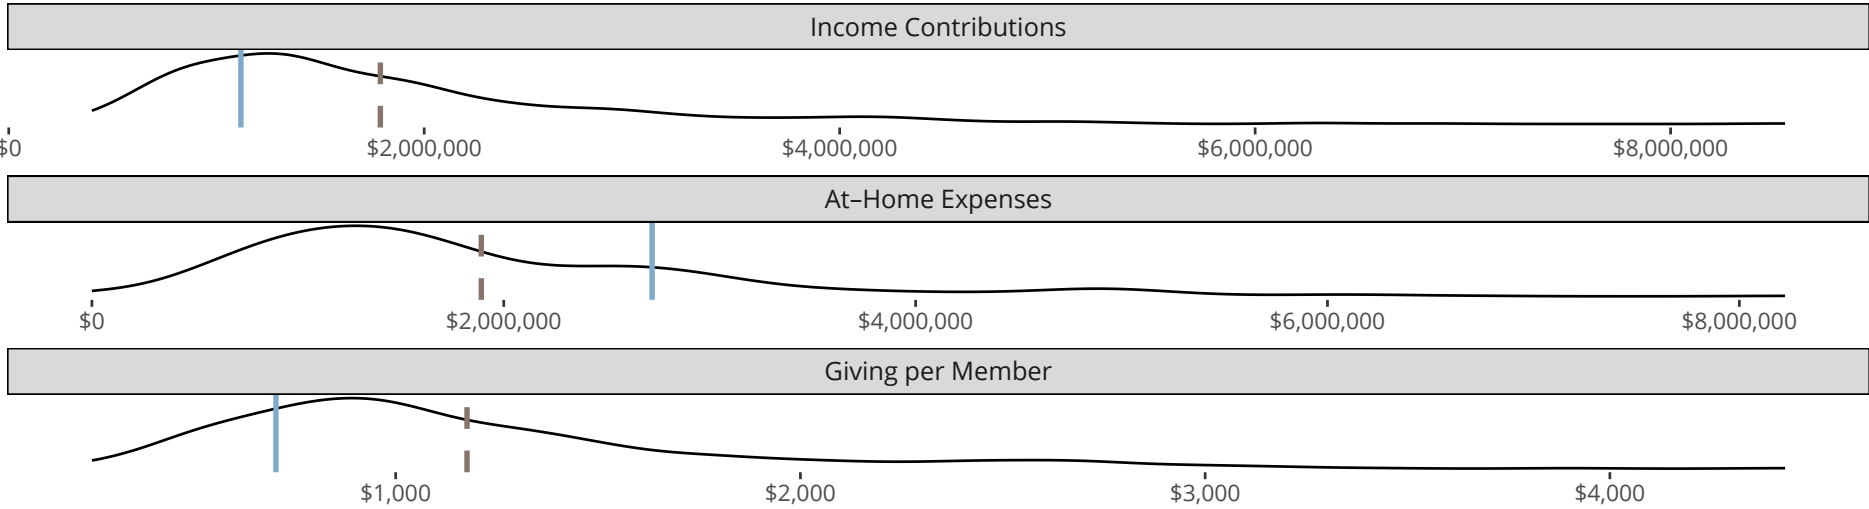 Income Contributions
$0 $2,000,000 $4,000,000 $6,000,000 $8,000,000
At–Home Expenses
$0 $2,000,000 $4,000,000 $6,000,000 $8,000,000
Giving per Member
$1,000 $2,000 $3,000 $4,000